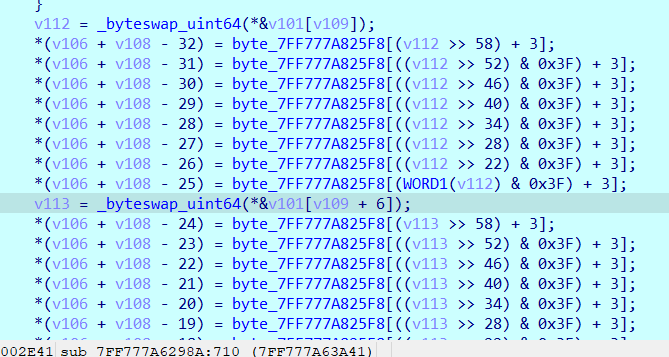 }
v112 = _byteswap_uint64(*&v101[v109]);
*(v106 + v108 - 32) = byte_7FF777A825F8[(v112 >> 58) + 3];
*(v106 + v108 - 31) = byte_7FF777A825F8[((v112 >> 52) & 0x3F) + 3];
*(v106 + v108 - 30) = byte_7FF777A825F8[((v112 >> 46) & 0x3F) + 3];
*(v106 + v108 - 29) = byte_7FF777A825F8[((v112 >> 40) & 0x3F) + 3];
*(v106 + v108 - 28) = byte_7FF777A825F8[((v112 >> 34) & 0x3F) + 3];
*(v106 + v108 - 27) = byte_7FF777A825F8[((v112 >> 28) & 0x3F) + 3];
*(v106 + v108 - 26) = byte_7FF777A825F8[((v112 >> 22) & 0x3F) + 3];
*(v106 + v108 - 25) = byte_7FF777A825F8[(WORD1(v112) & 0x3F) + 3];
v113 = _byteswap_uint64(*&v101[v109 + 6]);
*(v106 + v108 - 24) = byte_7FF777A825F8[(v113 >> 58) + 3];
*(v106 + v108 - 23) = byte_7FF777A825F8[((v113 >> 52) & 0x3F) + 3];
*(v106 + v108 - 22) = byte_7FF777A825F8[((v113 >> 46) & 0x3F) + 3];
*(v106 + v108 - 21) = byte_7FF777A825F8[((v113 >> 40) & 0x3F) + 3];
*(v106 + v108 - 20) = byte_7FF777A825F8[((v113 >> 34) & 0x3F) + 3];
*(v106 + v108 - 19) = byte_7FF777A825F8[((v113 >> 28) & 0x3F) + 3];
002E41 sub_7FF777A6298A:710 (7FF777A63A41)